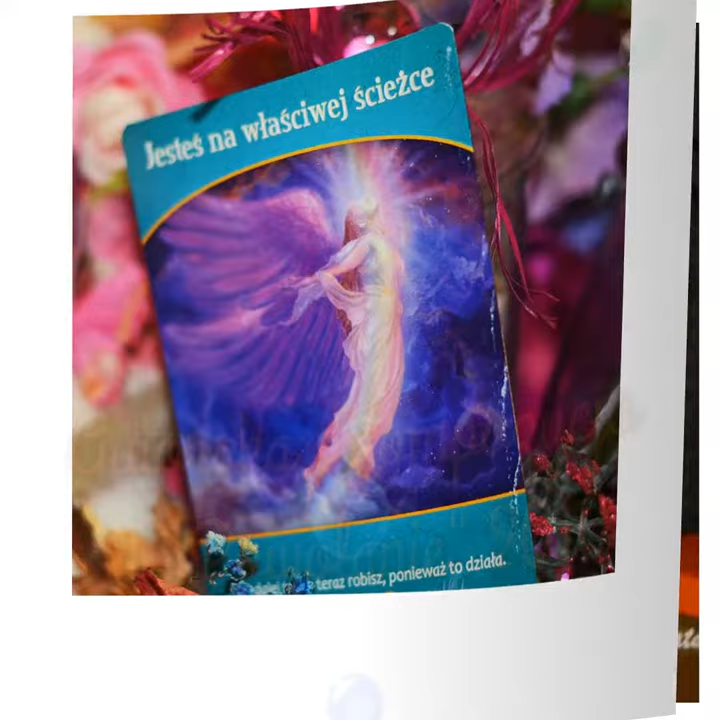 Jesteś na właściwej ścieżce
teraz robisz, ponieważ to działa.